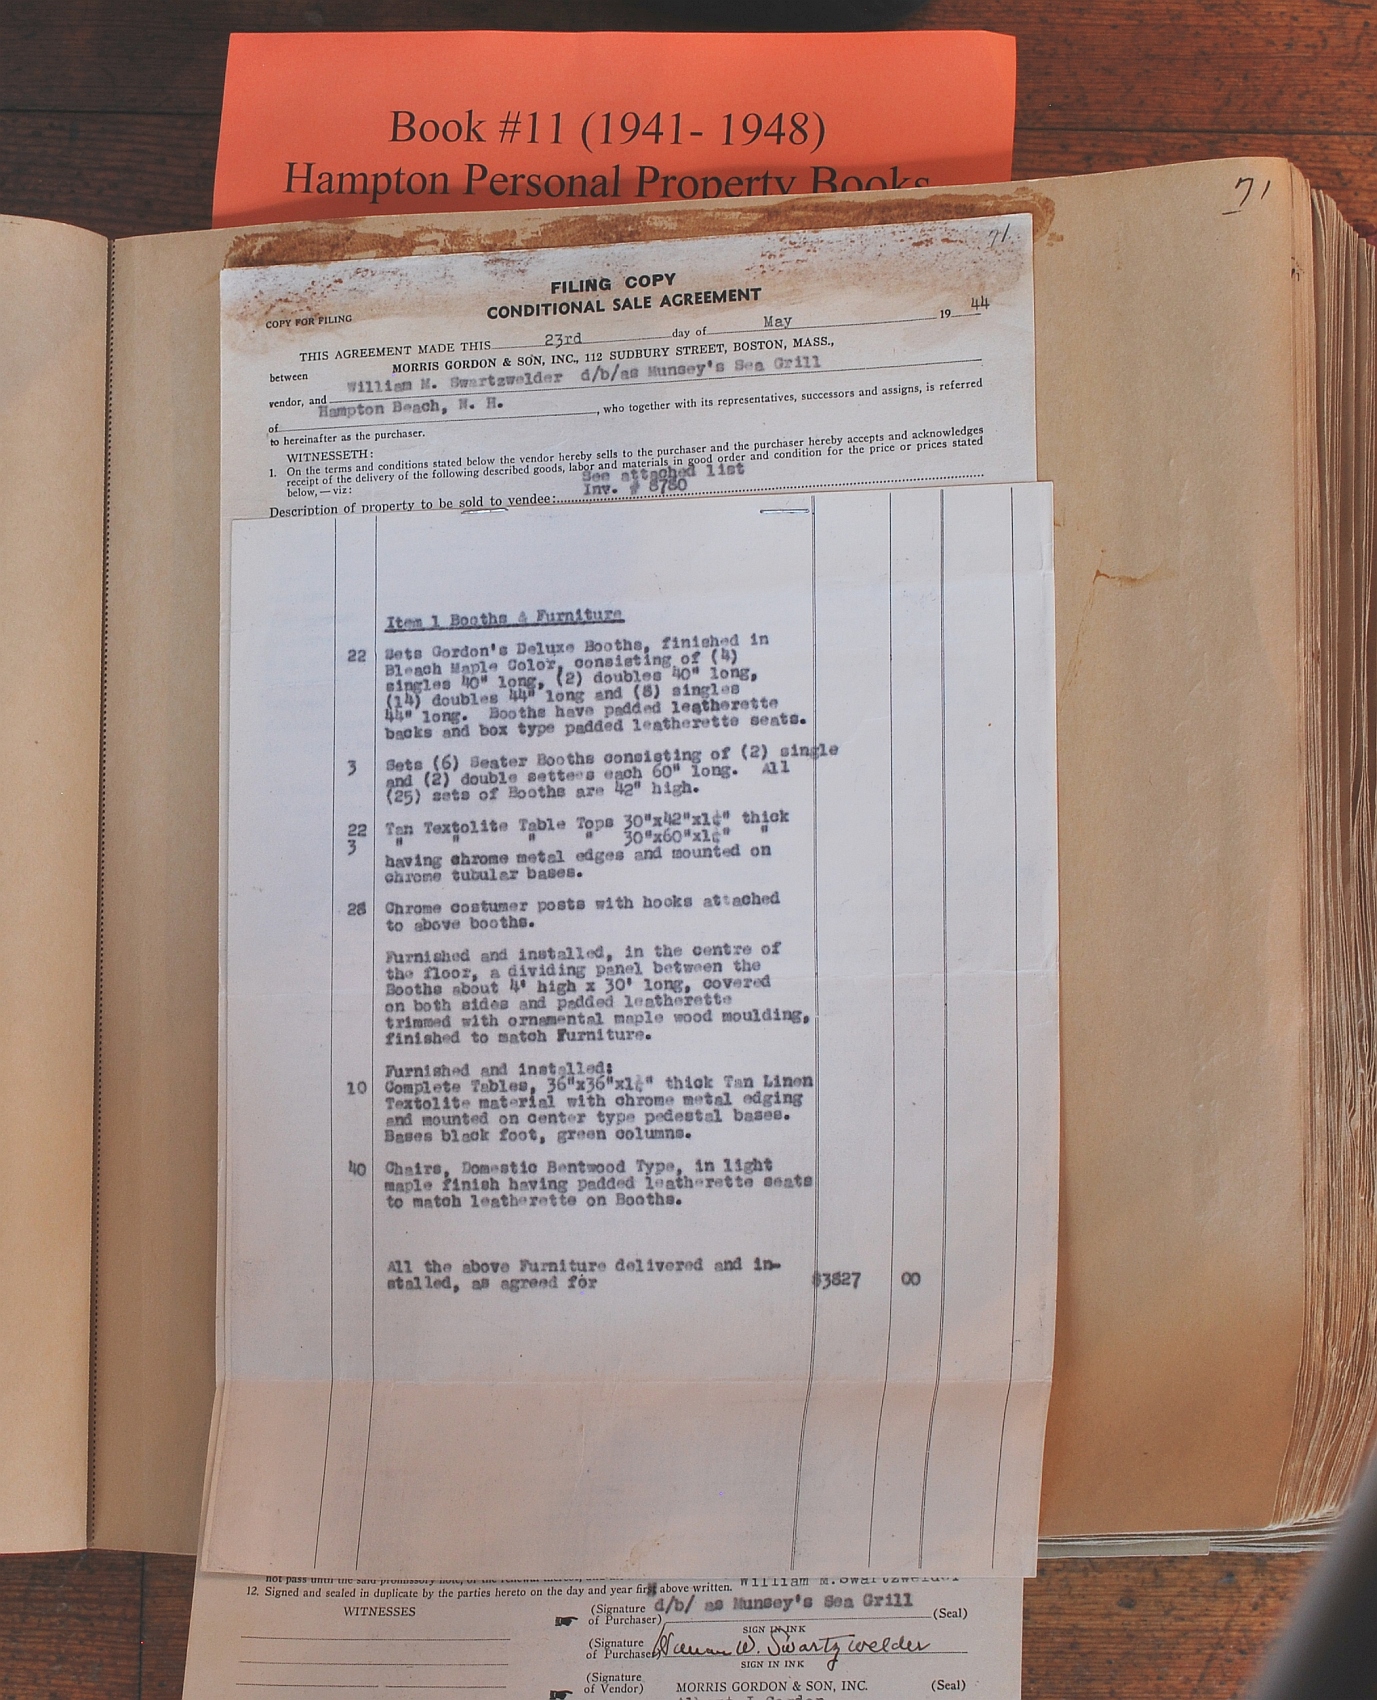 Book #11 (1941- 1948)
Hampton Personal Property Books
71
71
FILING COPY
CONDITIONAL SALE AGREEMENT
COPY FOR FILING
THIS AGREEMENT MADE THIS 23rd day of May 19 44
between MORRIS GORDON & SON, INC., 112 SUDBURY STREET, BOSTON, MASS.,
vendor, and William M. Swartzwelder d/b/as Munsey's Sea Grill
of Hampton Beach, N. H. , who together with its representatives, successors and assigns, is referred
to hereinafter as the purchaser.
WITNESSETH:
1. On the terms and conditions stated below the vendor hereby sells to the purchaser and the purchaser hereby accepts and acknowledges
receipt of the delivery of the following described goods, labor and materials in good order and condition for the price or prices stated
below, — viz:
See attached list
Description of property to be sold to vendee: Inv. # 8780
Item 1 Booths & Furniture
22 Sets Gordon's Deluxe Booths, finished in
Bleach Maple Color, consisting of (4)
singles 40" long, (2) doubles 40" long,
(14) doubles 44" long and (8) singles
44" long. Booths have padded leatherette
backs and box type padded leatherette seats.
3 Sets (6) Seater Booths consisting of (2) single
and (2) double settees each 60" long. All
(25) sets of Booths are 42" high.
22 Tan Textolite Table Tops 30"x42"x1¢" thick
3 " " " " 30"x60"x1¢" "
having chrome metal edges and mounted on
chrome tubular bases.
28 Chrome costumer posts with hooks attached
to above booths.
Furnished and installed, in the centre of
the floor, a dividing panel between the
Booths about 4' high x 30' long, covered
on both sides and padded leatherette
trimmed with ornamental maple wood moulding,
finished to match Furniture.
Furnished and installed:
10 Complete Tables, 36"x36"x1¢" thick Tan Linen
Textolite material with chrome metal edging
and mounted on center type pedestal bases.
Bases black foot, green columns.
40 Chairs, Domestic Bentwood Type, in light
maple finish having padded leatherette seats
to match leatherette on Booths.
All the above Furniture delivered and in-
stalled, as agreed for $3827 00
not pass until the said promissory note, or the renewal thereof,
12. Signed and sealed in duplicate by the parties hereto on the day and year first above written. William M. Swartzwelder
WITNESSES
(Signature of Purchaser) d/b/ as Munsey's Sea Grill (Seal)
SIGN IN INK
(Signature of Purchaser) W. Swartzwelder
SIGN IN INK
(Signature of Vendor) MORRIS GORDON & SON, INC. (Seal)